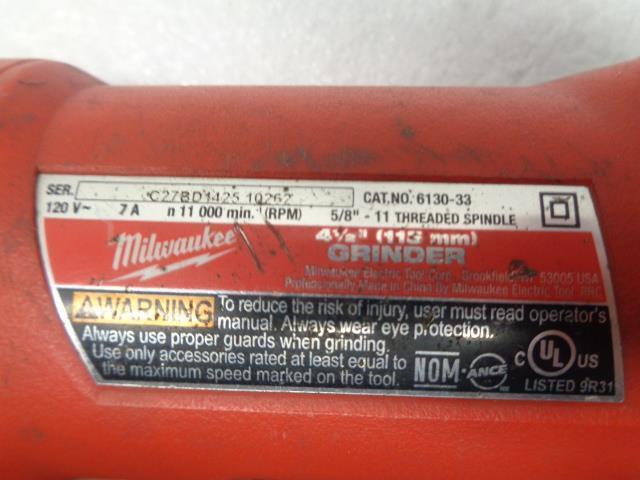 SER. C27BD1425 10262 CAT.NO. 6130-33
120 V~ 7 A n 11 000 min. (RPM) 5/8" - 11 THREADED SPINDLE
Milwaukee
4½" (115 mm)
GRINDER
Milwaukee Electric Tool Corp. Brookfield, WI 53005 USA
Professionally Made in China By Milwaukee Electric Tool, PRC
WARNING To reduce the risk of injury, user must read operator's
manual. Always wear eye protection.
Always use proper guards when grinding.
Use only accessories rated at least equal to
the maximum speed marked on the tool.
NOM-ANCE
C UL US
LISTED 9R31